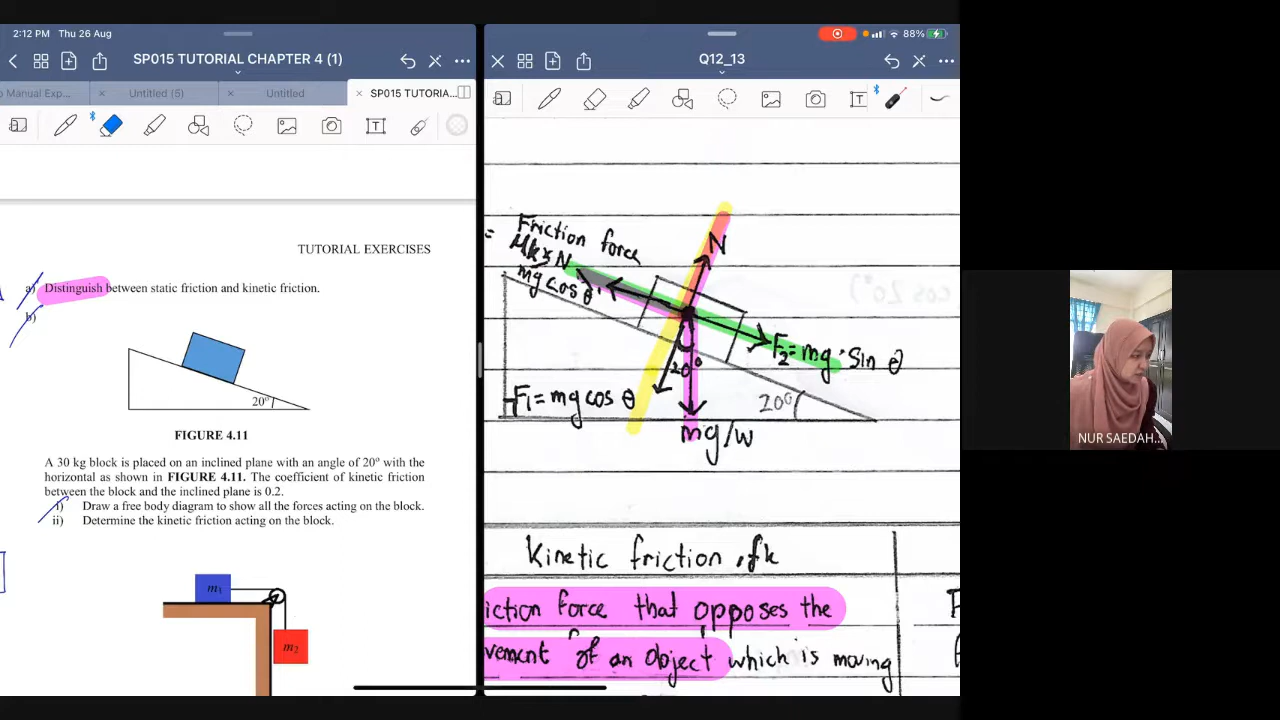 2:12 PM Thu 26 Aug
SP015 TUTORIAL CHAPTER 4 (1)
Manual Exp...
Untitled (5)
Untitled
SP015 TUTORIA...
TUTORIAL EXERCISES
a) Distinguish between static friction and kinetic friction.
b)
20°
FIGURE 4.11
A 30 kg block is placed on an inclined plane with an angle of 20° with the
horizontal as shown in FIGURE 4.11. The coefficient of kinetic friction
between the block and the inclined plane is 0.2.
i) Draw a free body diagram to show all the forces acting on the block.
ii) Determine the kinetic friction acting on the block.
m₁
m₂
88%
Q12_13
= Friction force
μk × N
mg cos θ
N
F₂ = mg sin θ
20°
F₁ = mg cos θ
20°
mg/w
Kinetic friction, fk
iction force that opposes the
vement of an object which is moving
NUR SAEDAH...